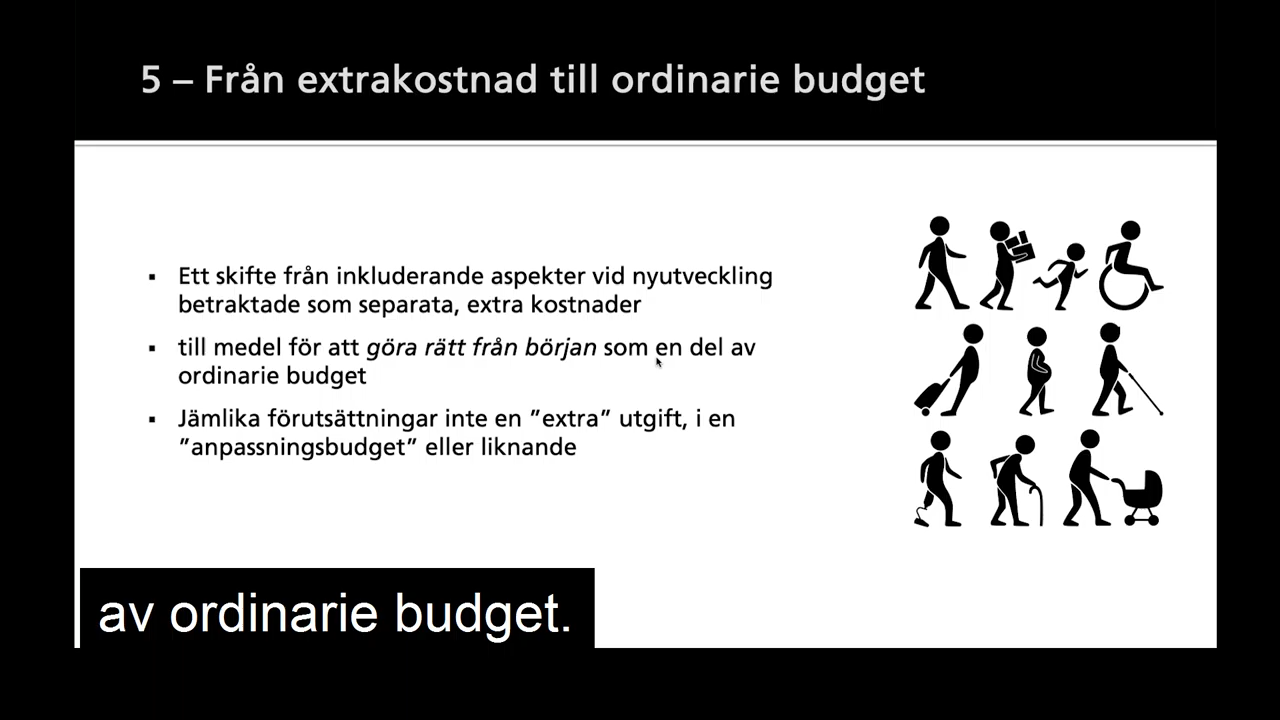 5 – Från extrakostnad till ordinarie budget
▪ Ett skifte från inkluderande aspekter vid nyutveckling
betraktade som separata, extra kostnader
▪ till medel för att göra rätt från början som en del av
ordinarie budget
▪ Jämlika förutsättningar inte en ”extra” utgift, i en
”anpassningsbudget” eller liknande
av ordinarie budget.